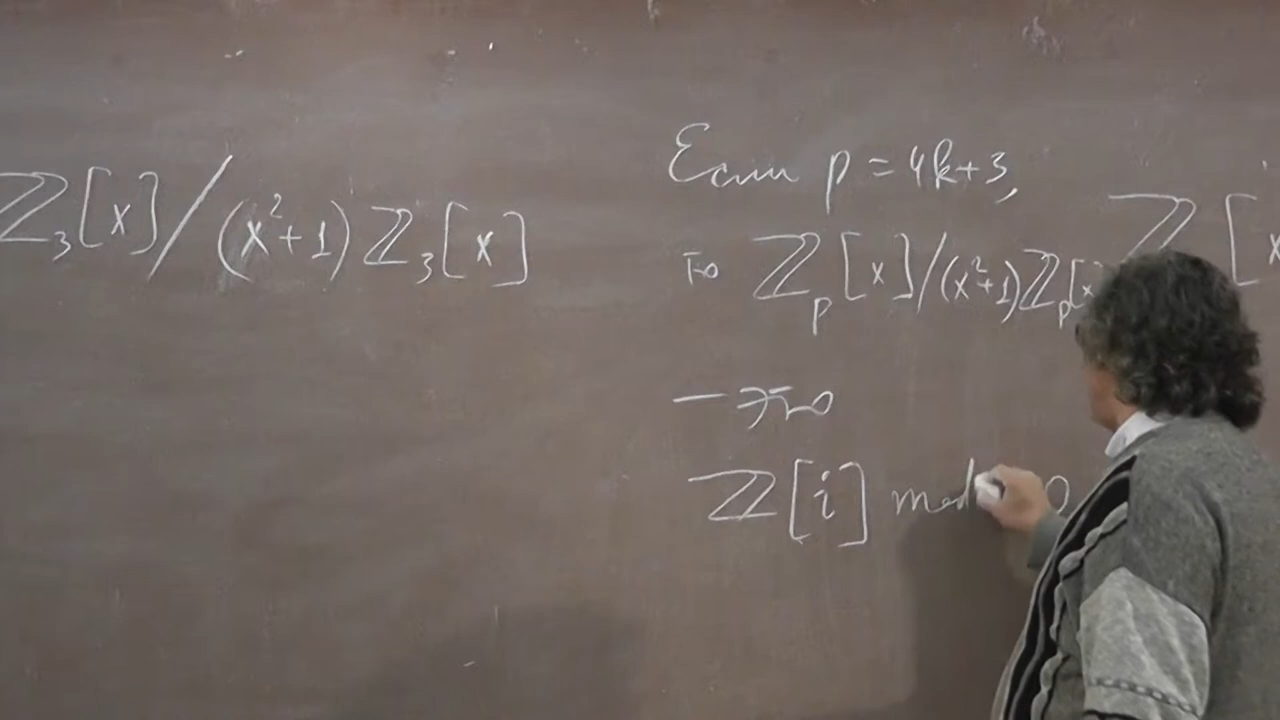 ℤ₃[x]/(x²+1)ℤ₃[x]
Если p = 4k+3,
то ℤₚ[x]/(x²+1)ℤₚ[x
ℤ[x
— это
ℤ[i] mod